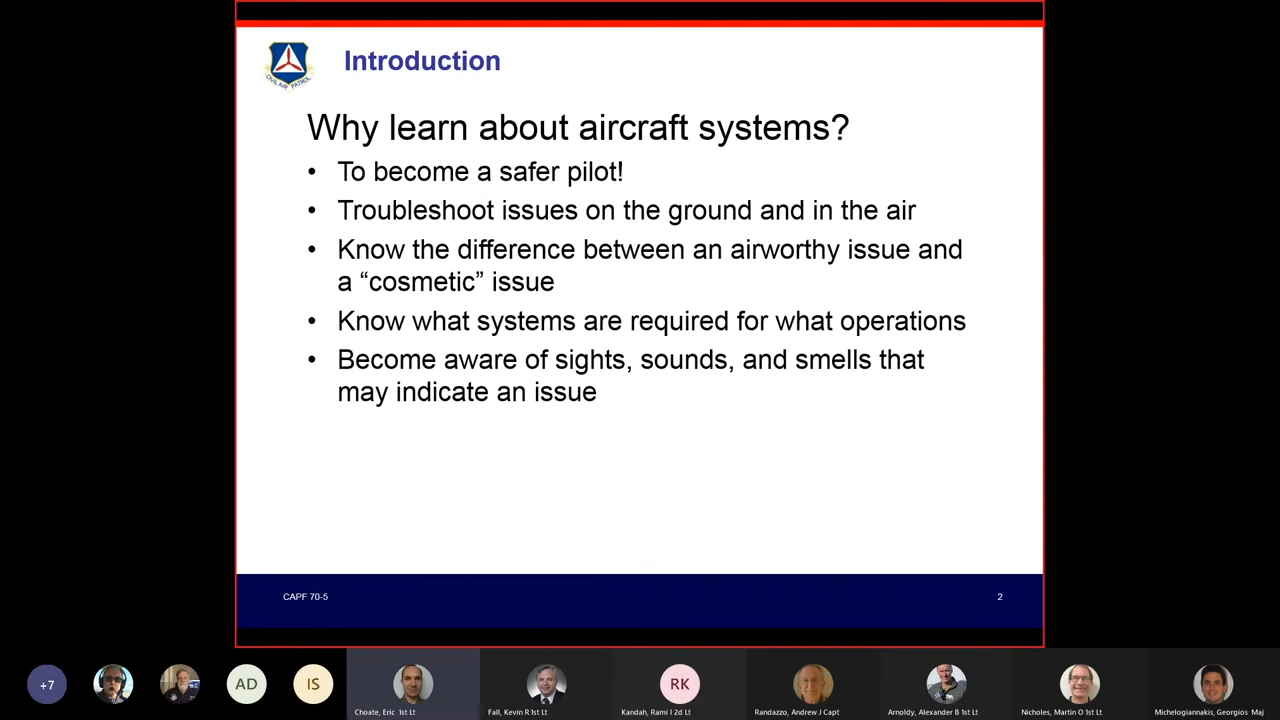 CIVIL AIR PATROL
Introduction
Why learn about aircraft systems?
• To become a safer pilot!
• Troubleshoot issues on the ground and in the air
• Know the difference between an airworthy issue and
a “cosmetic” issue
• Know what systems are required for what operations
• Become aware of sights, sounds, and smells that
may indicate an issue
CAPF 70-5
2
+7
AD
IS
RK
Choate, Eric 1st Lt
Fall, Kevin R 1st Lt
Kandah, Rami I 2d Lt
Randazzo, Andrew J Capt
Arnoldy, Alexander B 1st Lt
Nicholes, Martin O 1st Lt
Michelogiannakis, Georgios Maj